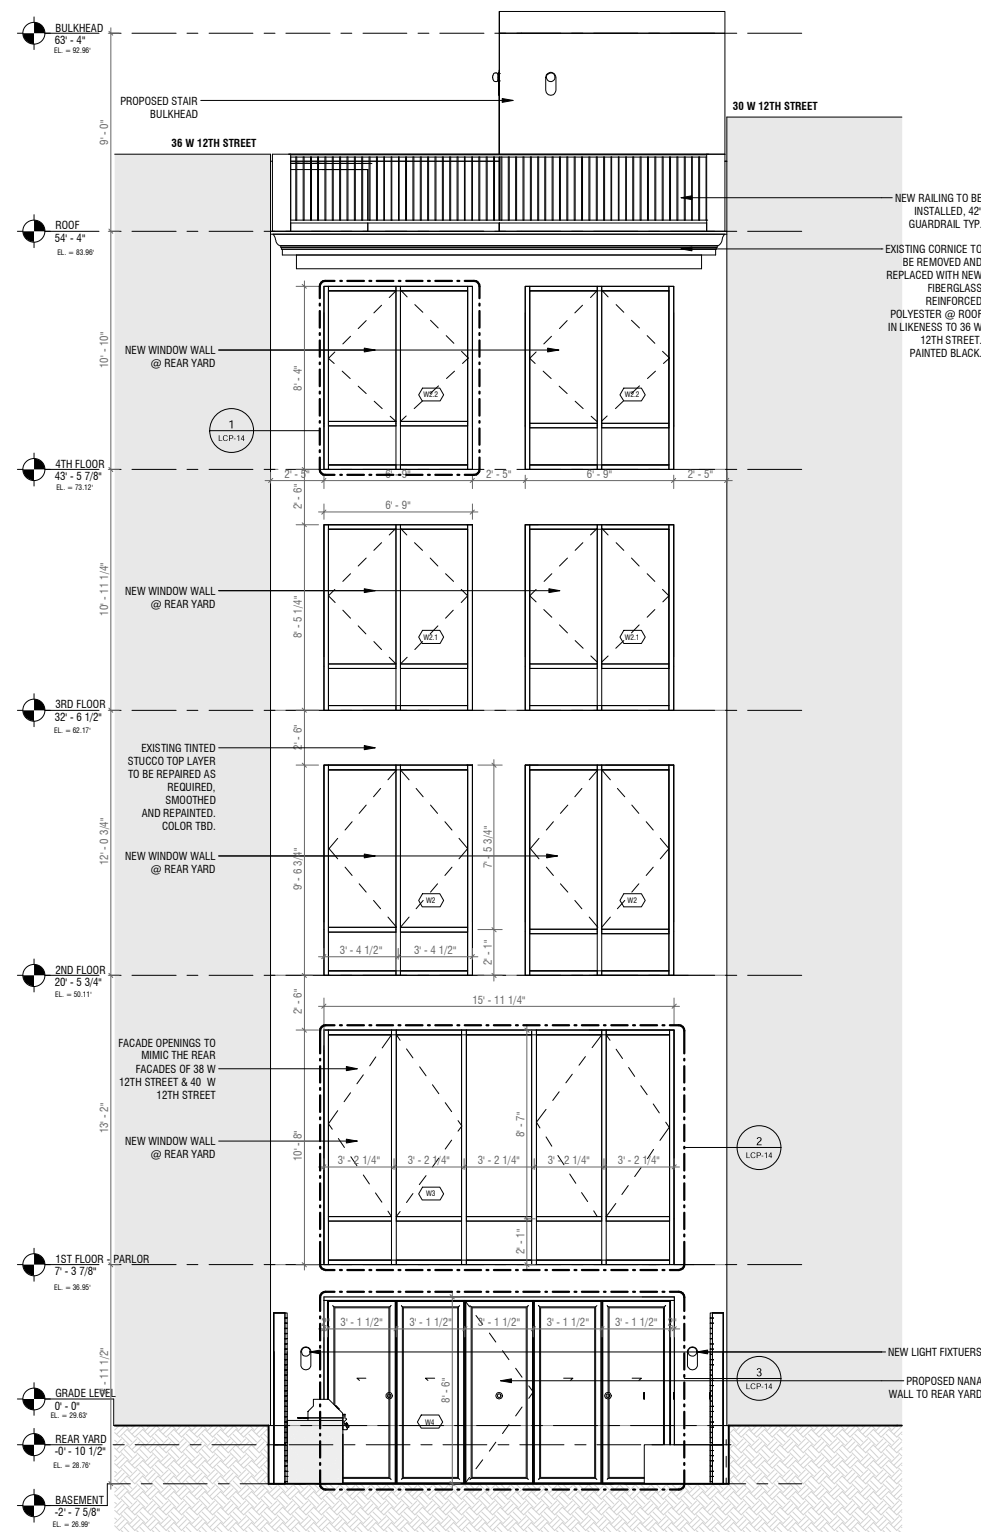 BULKHEAD
63' - 4"
EL. = 92.96'
PROPOSED STAIR
BULKHEAD
30 W 12TH STREET
9' - 0"
36 W 12TH STREET
NEW RAILING TO BE
INSTALLED, 42"
GUARDRAIL TYP.
ROOF
54' - 4"
EL. = 83.96'
EXISTING CORNICE TO
BE REMOVED AND
REPLACED WITH NEW
FIBERGLASS
REINFORCED
POLYESTER @ ROOF
IN LIKENESS TO 36 W
12TH STREET.
PAINTED BLACK.
10' - 10"
NEW WINDOW WALL
@ REAR YARD
8' - 4"
W2.2
W2.2
1
LCP-14
4TH FLOOR
43' - 5 7/8"
EL. = 73.12'
2' - 5"
6' - 9"
2' - 5"
6' - 9"
2' - 5"
2' - 6"
6' - 9"
10' - 11 1/4"
NEW WINDOW WALL
@ REAR YARD
8' - 5 1/4"
W2.1
W2.1
3RD FLOOR
32' - 6 1/2"
EL. = 62.17'
2' - 6"
EXISTING TINTED
STUCCO TOP LAYER
TO BE REPAIRED AS
REQUIRED,
SMOOTHED
AND REPAINTED.
COLOR TBD.
12' - 0 3/4"
NEW WINDOW WALL
@ REAR YARD
9' - 6 3/4"
7' - 5 3/4"
W2
W2
3' - 4 1/2"
3' - 4 1/2"
2' - 1"
2ND FLOOR
20' - 5 3/4"
EL. = 50.11'
2' - 6"
15' - 11 1/4"
FACADE OPENINGS TO
MIMIC THE REAR
FACADES OF 38 W
12TH STREET & 40 W
12TH STREET
13' - 2"
NEW WINDOW WALL
@ REAR YARD
10' - 8"
8' - 7"
2
LCP-14
3' - 2 1/4"
3' - 2 1/4"
3' - 2 1/4"
3' - 2 1/4"
3' - 2 1/4"
W3
2' - 1"
1ST FLOOR - PARLOR
7' - 3 7/8"
EL. = 36.95'
3' - 1 1/2"
3' - 1 1/2"
3' - 1 1/2"
3' - 1 1/2"
3' - 1 1/2"
NEW LIGHT FIXTUERS
8' - 6"
3
LCP-14
PROPOSED NANA
WALL TO REAR YARD
- 11 1/2"
GRADE LEVEL
0' - 0"
EL. = 29.63'
W4
REAR YARD
-0' - 10 1/2"
EL. = 28.76'
BASEMENT
-2' - 7 5/8"
EL. = 26.99'